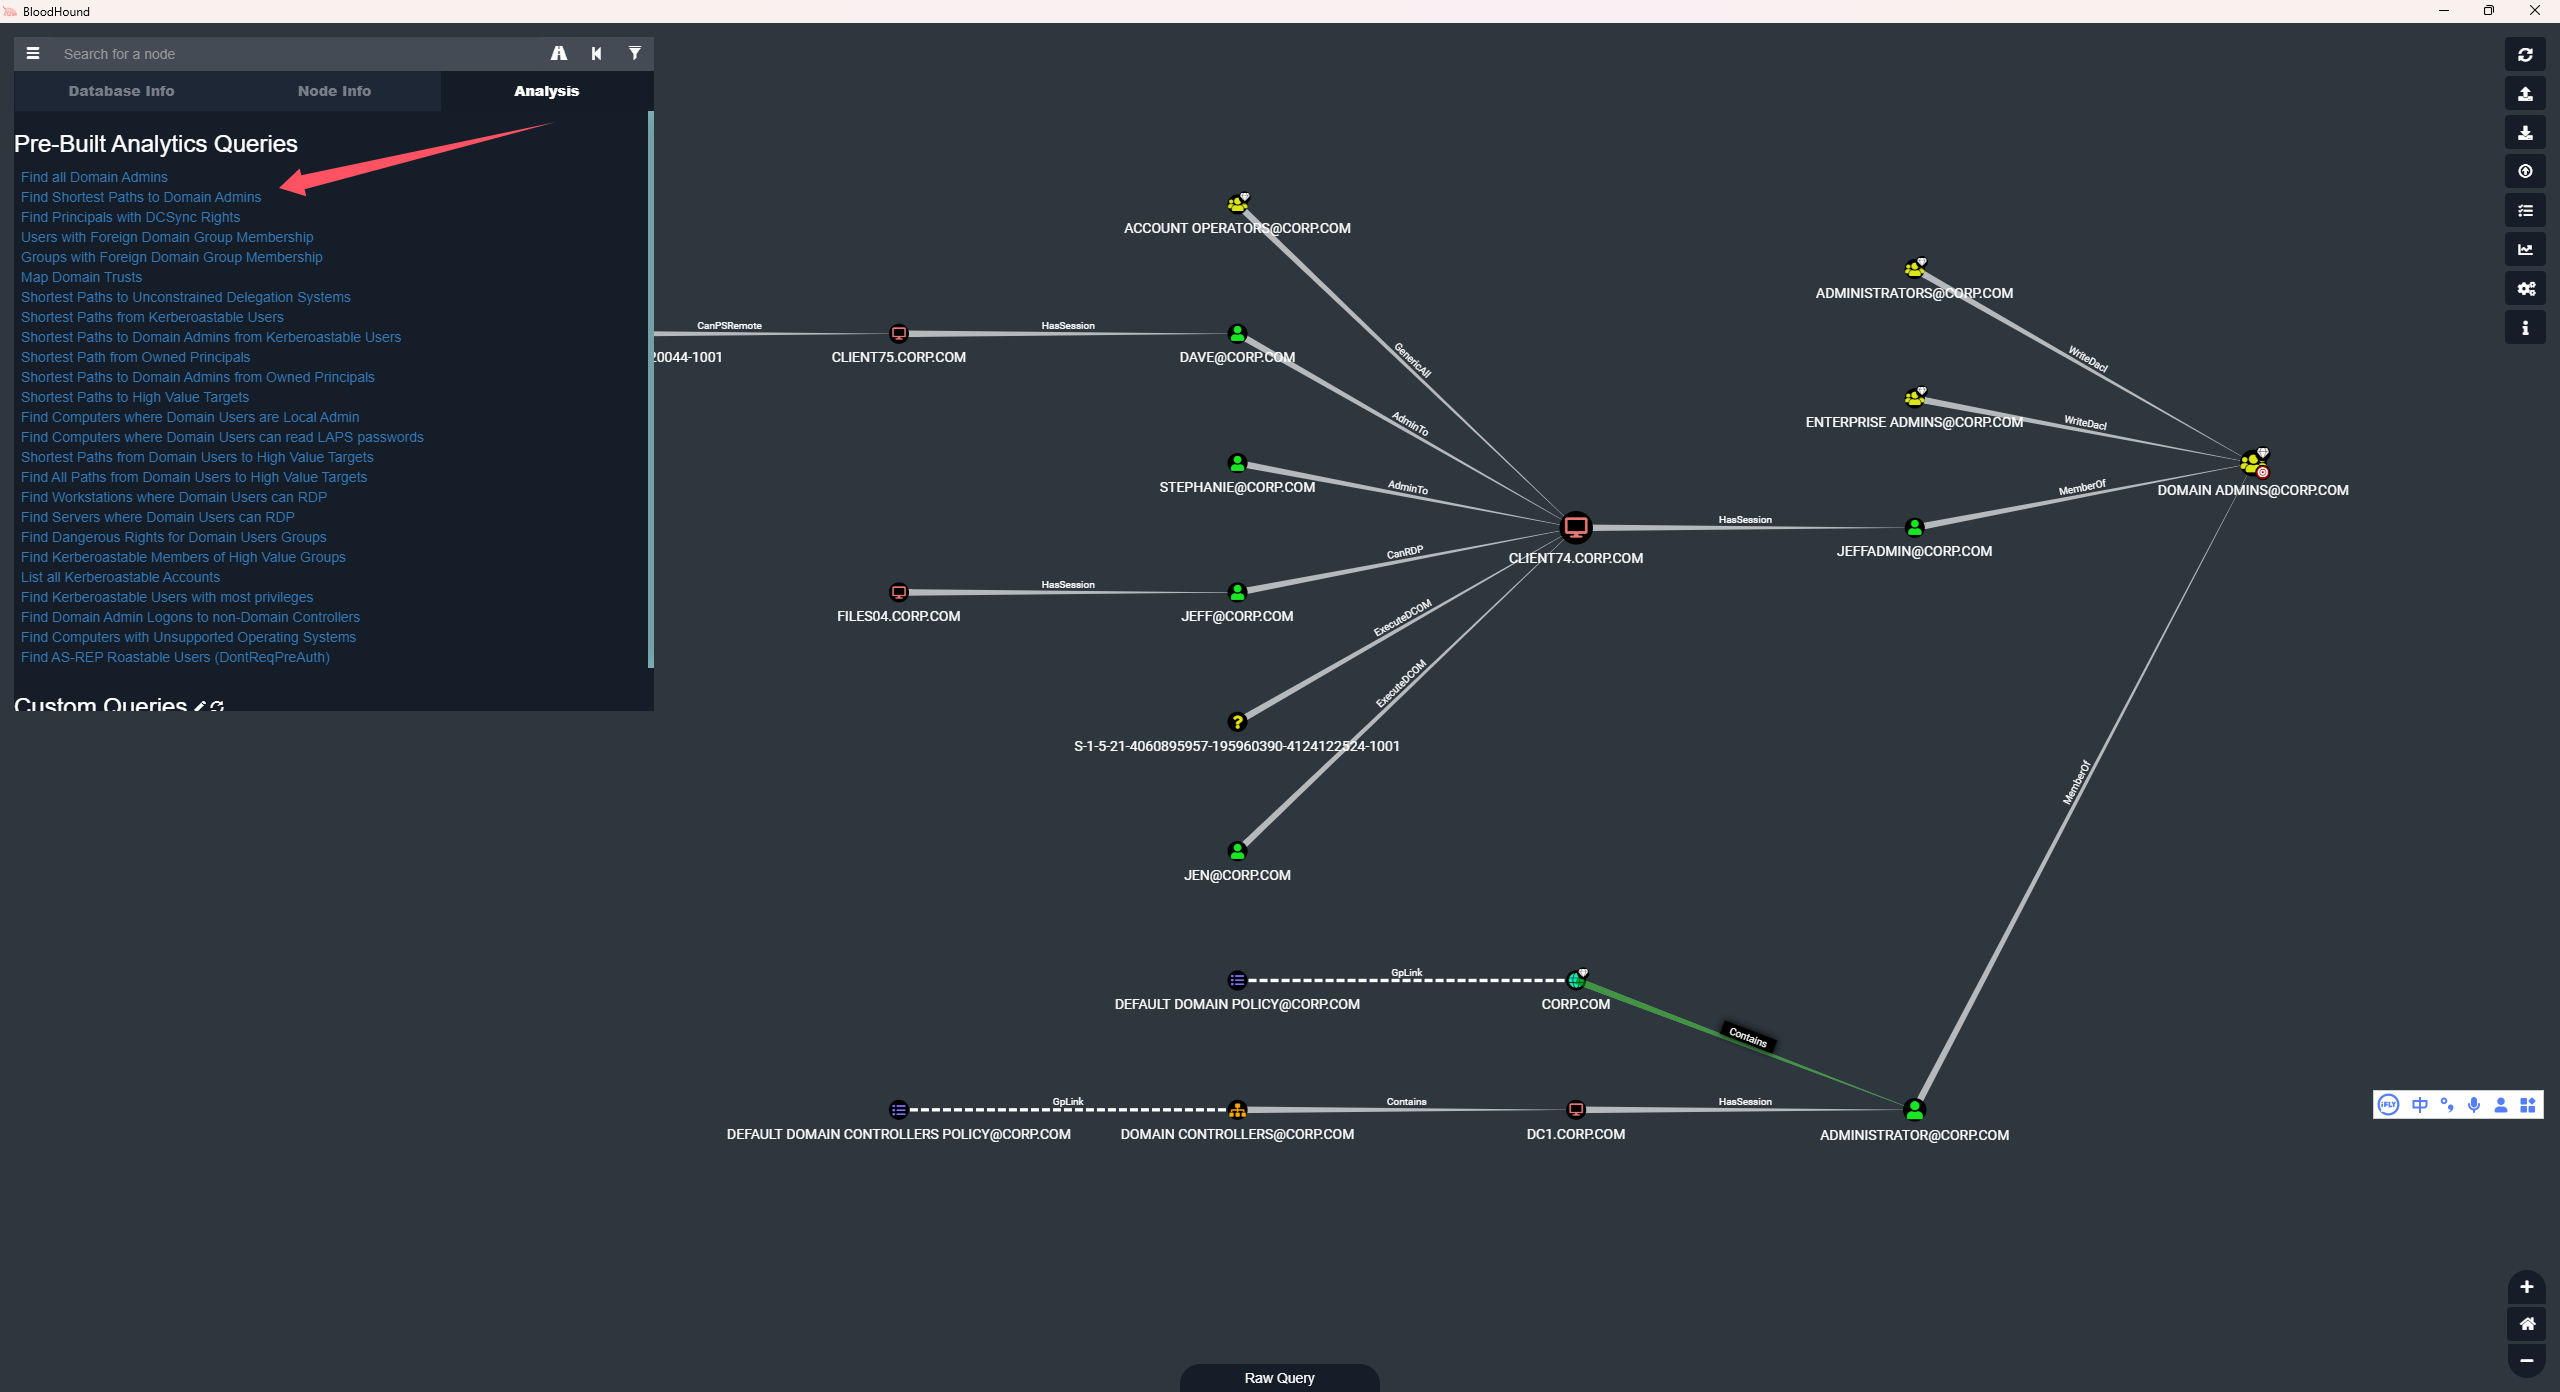 BloodHound
Search for a node
Database Info
Node Info
Analysis
Pre-Built Analytics Queries
Find all Domain Admins
Find Shortest Paths to Domain Admins
Find Principals with DCSync Rights
Users with Foreign Domain Group Membership
Groups with Foreign Domain Group Membership
Map Domain Trusts
Shortest Paths to Unconstrained Delegation Systems
Shortest Paths from Kerberoastable Users
Shortest Paths to Domain Admins from Kerberoastable Users
Shortest Path from Owned Principals
Shortest Paths to Domain Admins from Owned Principals
Shortest Paths to High Value Targets
Find Computers where Domain Users are Local Admin
Find Computers where Domain Users can read LAPS passwords
Shortest Paths from Domain Users to High Value Targets
Find All Paths from Domain Users to High Value Targets
Find Workstations where Domain Users can RDP
Find Servers where Domain Users can RDP
Find Dangerous Rights for Domain Users Groups
Find Kerberoastable Members of High Value Groups
List all Kerberoastable Accounts
Find Kerberoastable Users with most privileges
Find Domain Admin Logons to non-Domain Controllers
Find Computers with Unsupported Operating Systems
Find AS-REP Roastable Users (DontReqPreAuth)
Custom Queries
ACCOUNT OPERATORS@CORP.COM
ADMINISTRATORS@CORP.COM
CanPSRemote
HasSession
20044-1001
CLIENT75.CORP.COM
DAVE@CORP.COM
GenericAll
WriteDacl
AdminTo
ENTERPRISE ADMINS@CORP.COM
WriteDacl
STEPHANIE@CORP.COM
AdminTo
MemberOf
DOMAIN ADMINS@CORP.COM
HasSession
CLIENT74.CORP.COM
JEFFADMIN@CORP.COM
CanRDP
HasSession
FILES04.CORP.COM
JEFF@CORP.COM
ExecuteDCOM
ExecuteDCOM
S-1-5-21-4060895957-195960390-4124122524-1001
MemberOf
JEN@CORP.COM
GpLink
DEFAULT DOMAIN POLICY@CORP.COM
CORP.COM
Contains
GpLink
Contains
HasSession
DEFAULT DOMAIN CONTROLLERS POLICY@CORP.COM
DOMAIN CONTROLLERS@CORP.COM
DC1.CORP.COM
ADMINISTRATOR@CORP.COM
iFLY
中
Raw Query